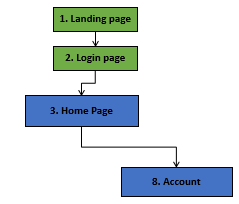 1. Landing page
2. Login page
3. Home Page
8. Account